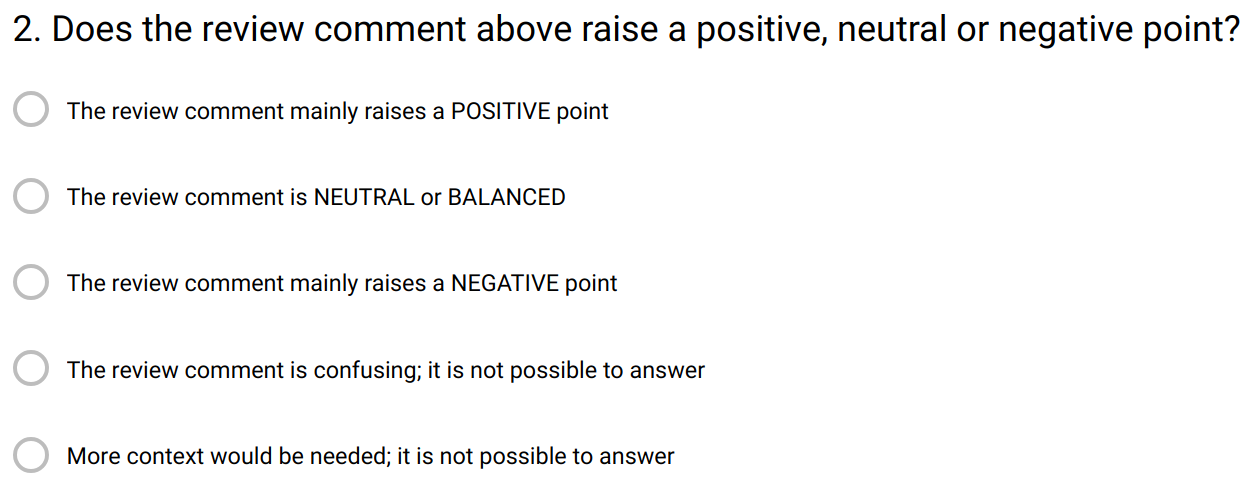 2. Does the review comment above raise a positive, neutral or negative point?
The review comment mainly raises a POSITIVE point
The review comment is NEUTRAL or BALANCED
The review comment mainly raises a NEGATIVE point
The review comment is confusing; it is not possible to answer
More context would be needed; it is not possible to answer